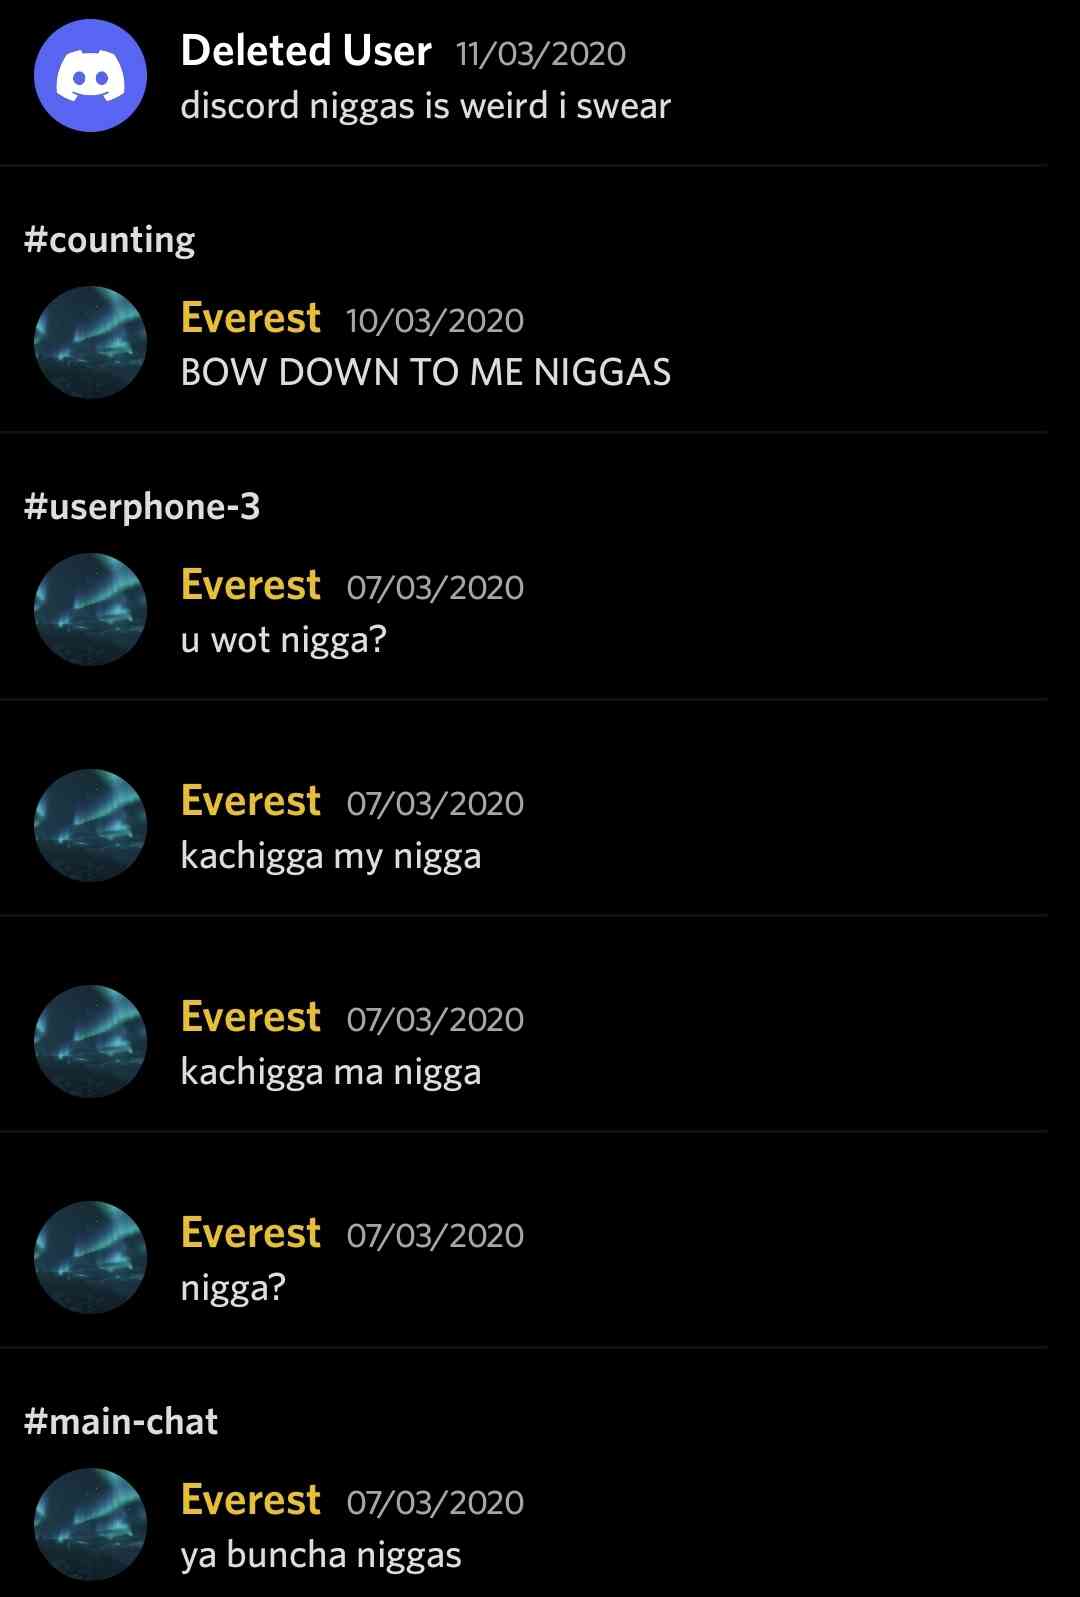 Deleted User 11/03/2020
discord niggas is weird i swear
#counting
Everest 10/03/2020
BOW DOWN TO ME NIGGAS
#userphone-3
Everest 07/03/2020
u wot nigga?
Everest 07/03/2020
kachigga my nigga
Everest 07/03/2020
kachigga ma nigga
Everest 07/03/2020
nigga?
#main-chat
Everest 07/03/2020
ya buncha niggas